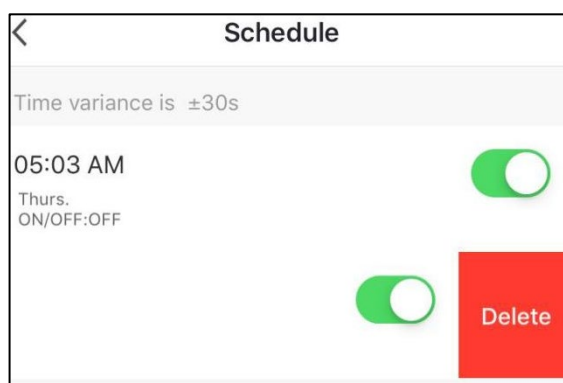 Schedule
Time variance is ±30s
05:03 AM
Thurs.
ON/OFF:OFF
Delete